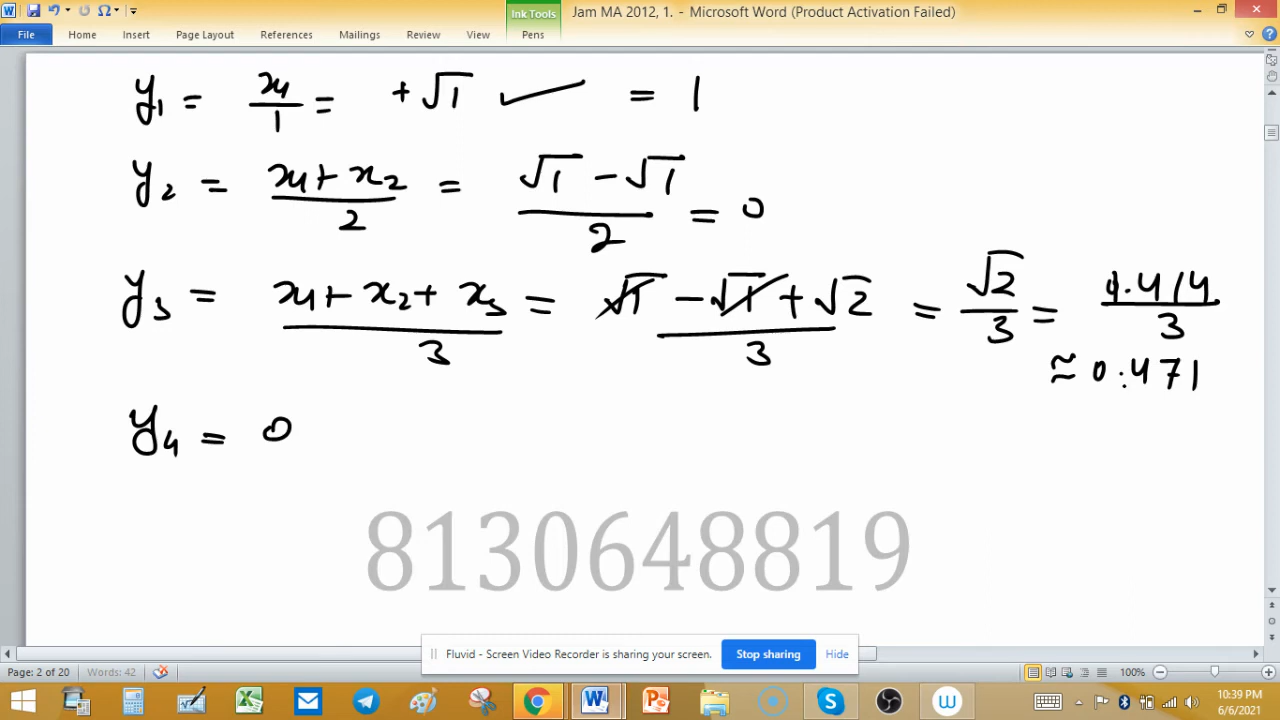 Jam MA 2012, 1. - Microsoft Word (Product Activation Failed)
Ink Tools
File Home Insert Page Layout References Mailings Review View Pens
y₁ = x₁/1 = +√1 ✓ = 1
y₂ = (x₁ + x₂)/2 = (√1 - √1)/2 = 0
y₃ = (x₁ + x₂ + x₃)/3 = (√1 - √1 + √2)/3 = √2/3 = 1.414/3
≈ 0.471
y₄ = 0
8130648819
Fluvid - Screen Video Recorder is sharing your screen. Stop sharing Hide
Page: 2 of 20 Words: 42 100%
10:39 PM
6/6/2021